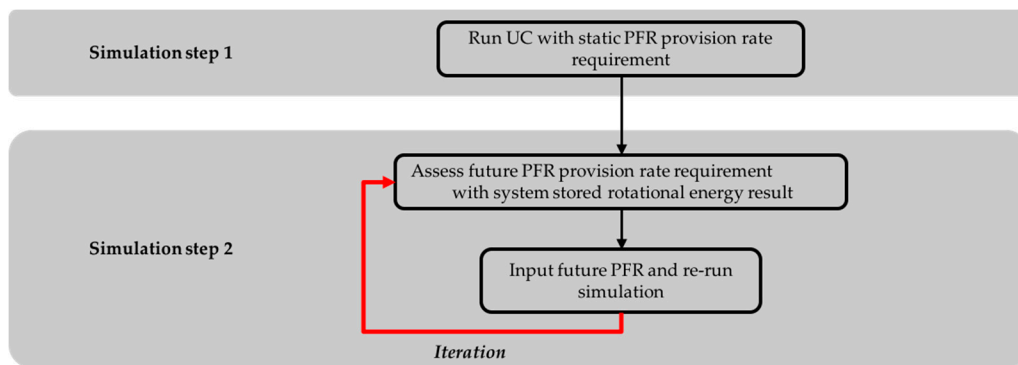 Simulation step 1
Run UC with static PFR provision rate
requirement
Assess future PFR provision rate requirement
with system stored rotational energy result
Simulation step 2
Input future PFR and re-run
simulation
Iteration